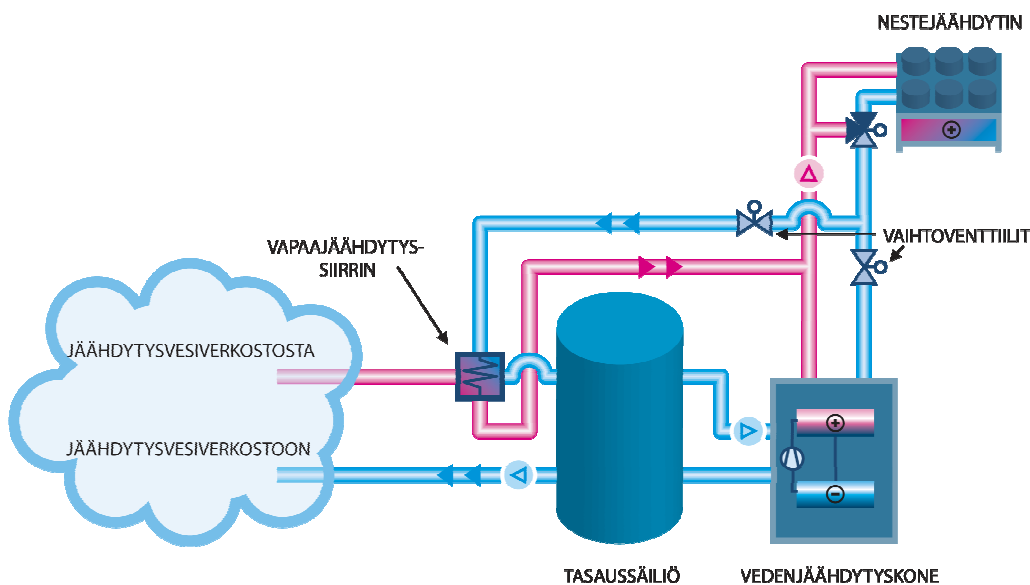 NESTEJÄÄHDYTIN
VAPAAJÄÄHDYTYS-
SIIRRIN
VAIHTOVENTTIILIT
JÄÄHDYTYSVESIVERKOSTOSTA
JÄÄHDYTYSVESIVERKOSTOON
TASAUSSÄILIÖ
VEDENJÄÄHDYTYSKONE